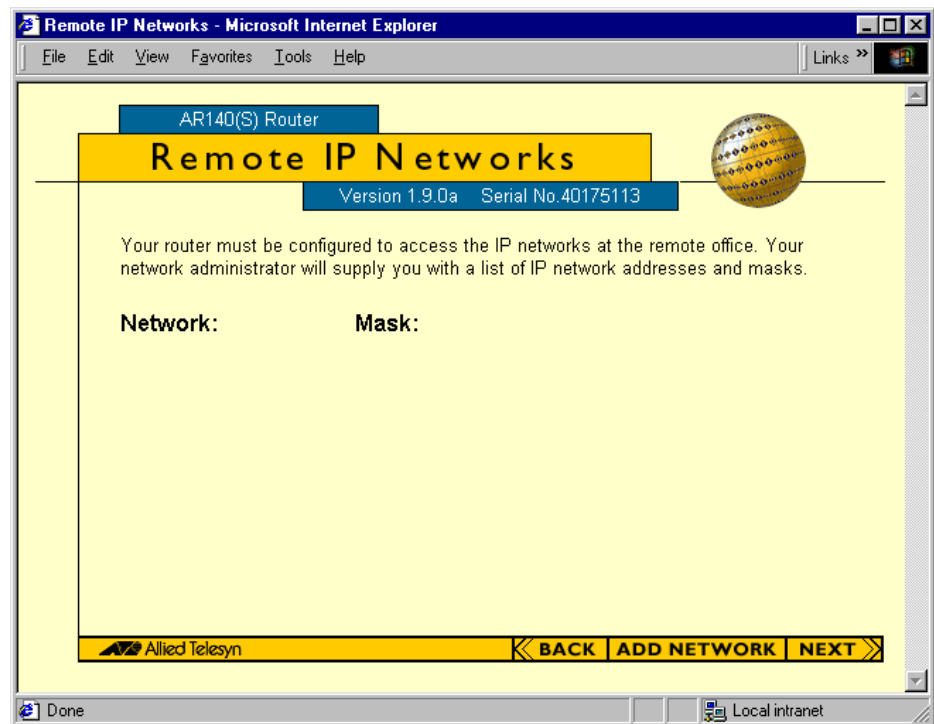 Remote IP Networks - Microsoft Internet Explorer
File Edit View Favorites Tools Help Links »
AR140(S) Router
Remote IP Networks
Version 1.9.0a Serial No.40175113
Your router must be configured to access the IP networks at the remote office. Your
network administrator will supply you with a list of IP network addresses and masks.
Network: Mask:
Allied Telesyn BACK ADD NETWORK NEXT
Done Local intranet